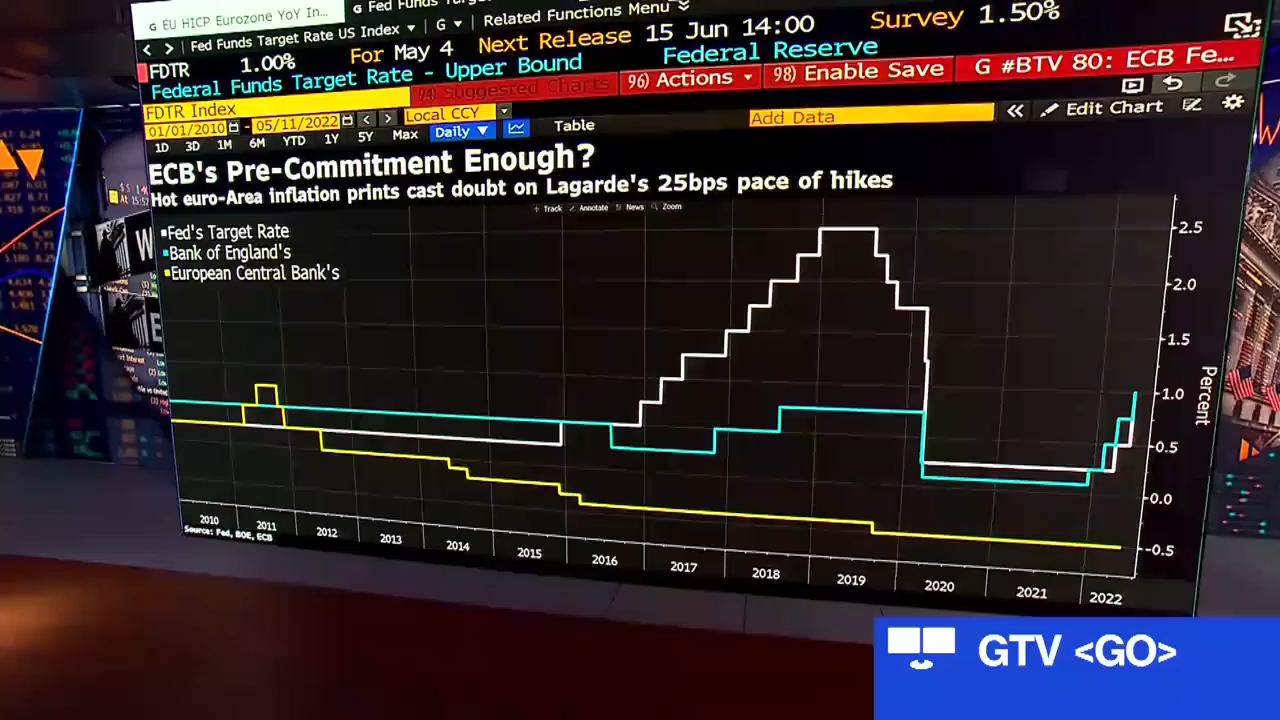 G EU HICP Eurozone YoY In...
G Fed Funds Targe
< > Fed Funds Target Rate US Index ▾ G ▾ Related Functions Menu
FDTR 1.00% For May 4 Next Release 15 Jun 14:00 Survey 1.50%
Federal Funds Target Rate - Upper Bound Federal Reserve
FDTR Index 94) Suggested Charts 96) Actions ▾ 98) Enable Save G #BTV 80: ECB Fe...
01/01/2010 - 05/11/2022 < > Local CCY Add Data « Edit Chart
1D 3D 1M 6M YTD 1Y 5Y Max Daily ▼ Table
ECB's Pre-Commitment Enough?
Hot euro-Area inflation prints cast doubt on Lagarde's 25bps pace of hikes
Track Annotate News Zoom
Fed's Target Rate
Bank of England's
European Central Bank's
2.5
2.0
1.5
1.0
0.5
0.0
-0.5
Percent
2010 2011 2012 2013 2014 2015 2016 2017 2018 2019 2020 2021 2022
Source: Fed, BOE, ECB
GTV <GO>